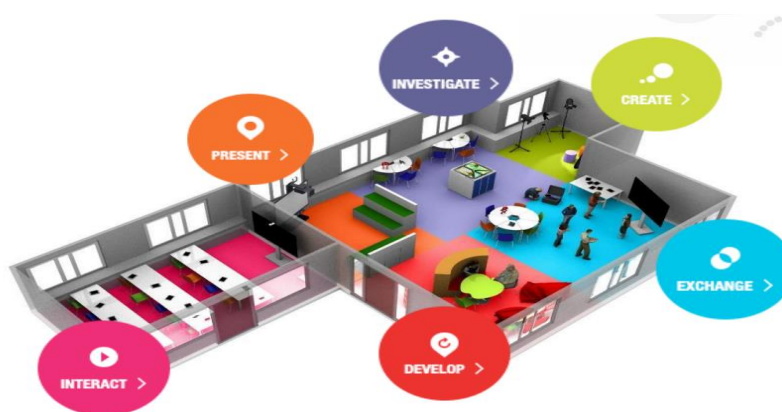 INVESTIGATE >
CREATE >
PRESENT >
EXCHANGE >
DEVELOP >
INTERACT >